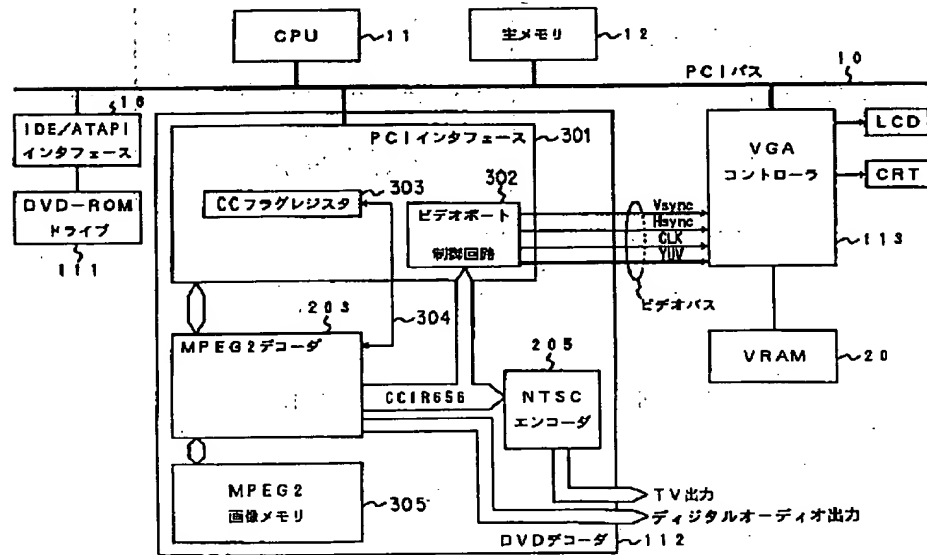 CPU
11
主メモリ
12
PCIバス
10
16
IDE/ATAPI
インタフェース
DVD-ROM
ドライブ
111
PCIインタフェース
301
303
CCフラグレジスタ
302
ビデオポート
制御回路
Vsync
Hsync
CLK
YUV
ビデオバス
VGA
コントローラ
113
LCD
CRT
VRAM
20
203
304
MPEG2デコーダ
CCIR656
205
NTSC
エンコーダ
MPEG2
画像メモリ
305
TV出力
ディジタルオーディオ出力
DVDデコーダ
112